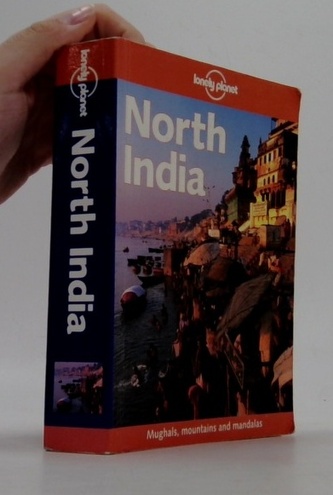 lonely planet
North India
lonely planet
North
India
Mughals, mountains and mandalas